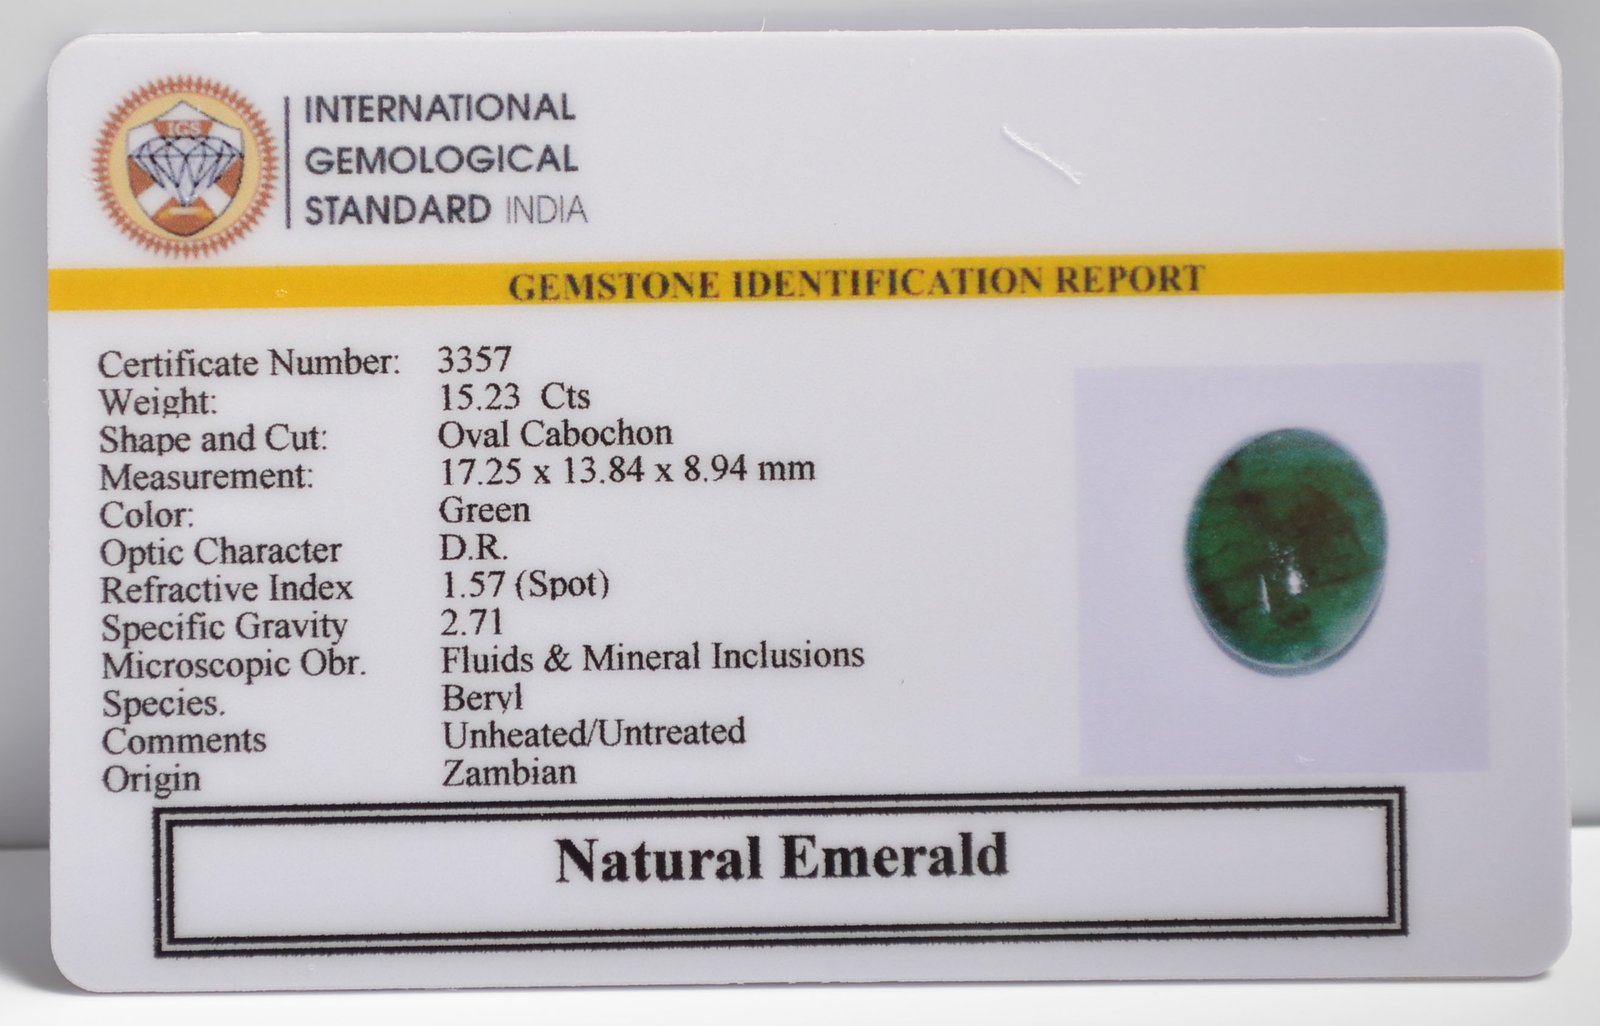 IGS
INTERNATIONAL
GEMOLOGICAL
STANDARD INDIA
GEMSTONE IDENTIFICATION REPORT
Certificate Number: 3357
Weight: 15.23 Cts
Shape and Cut: Oval Cabochon
Measurement: 17.25 x 13.84 x 8.94 mm
Color: Green
Optic Character D.R.
Refractive Index 1.57 (Spot)
Specific Gravity 2.71
Microscopic Obr. Fluids & Mineral Inclusions
Species. Beryl
Comments Unheated/Untreated
Origin Zambian
Natural Emerald